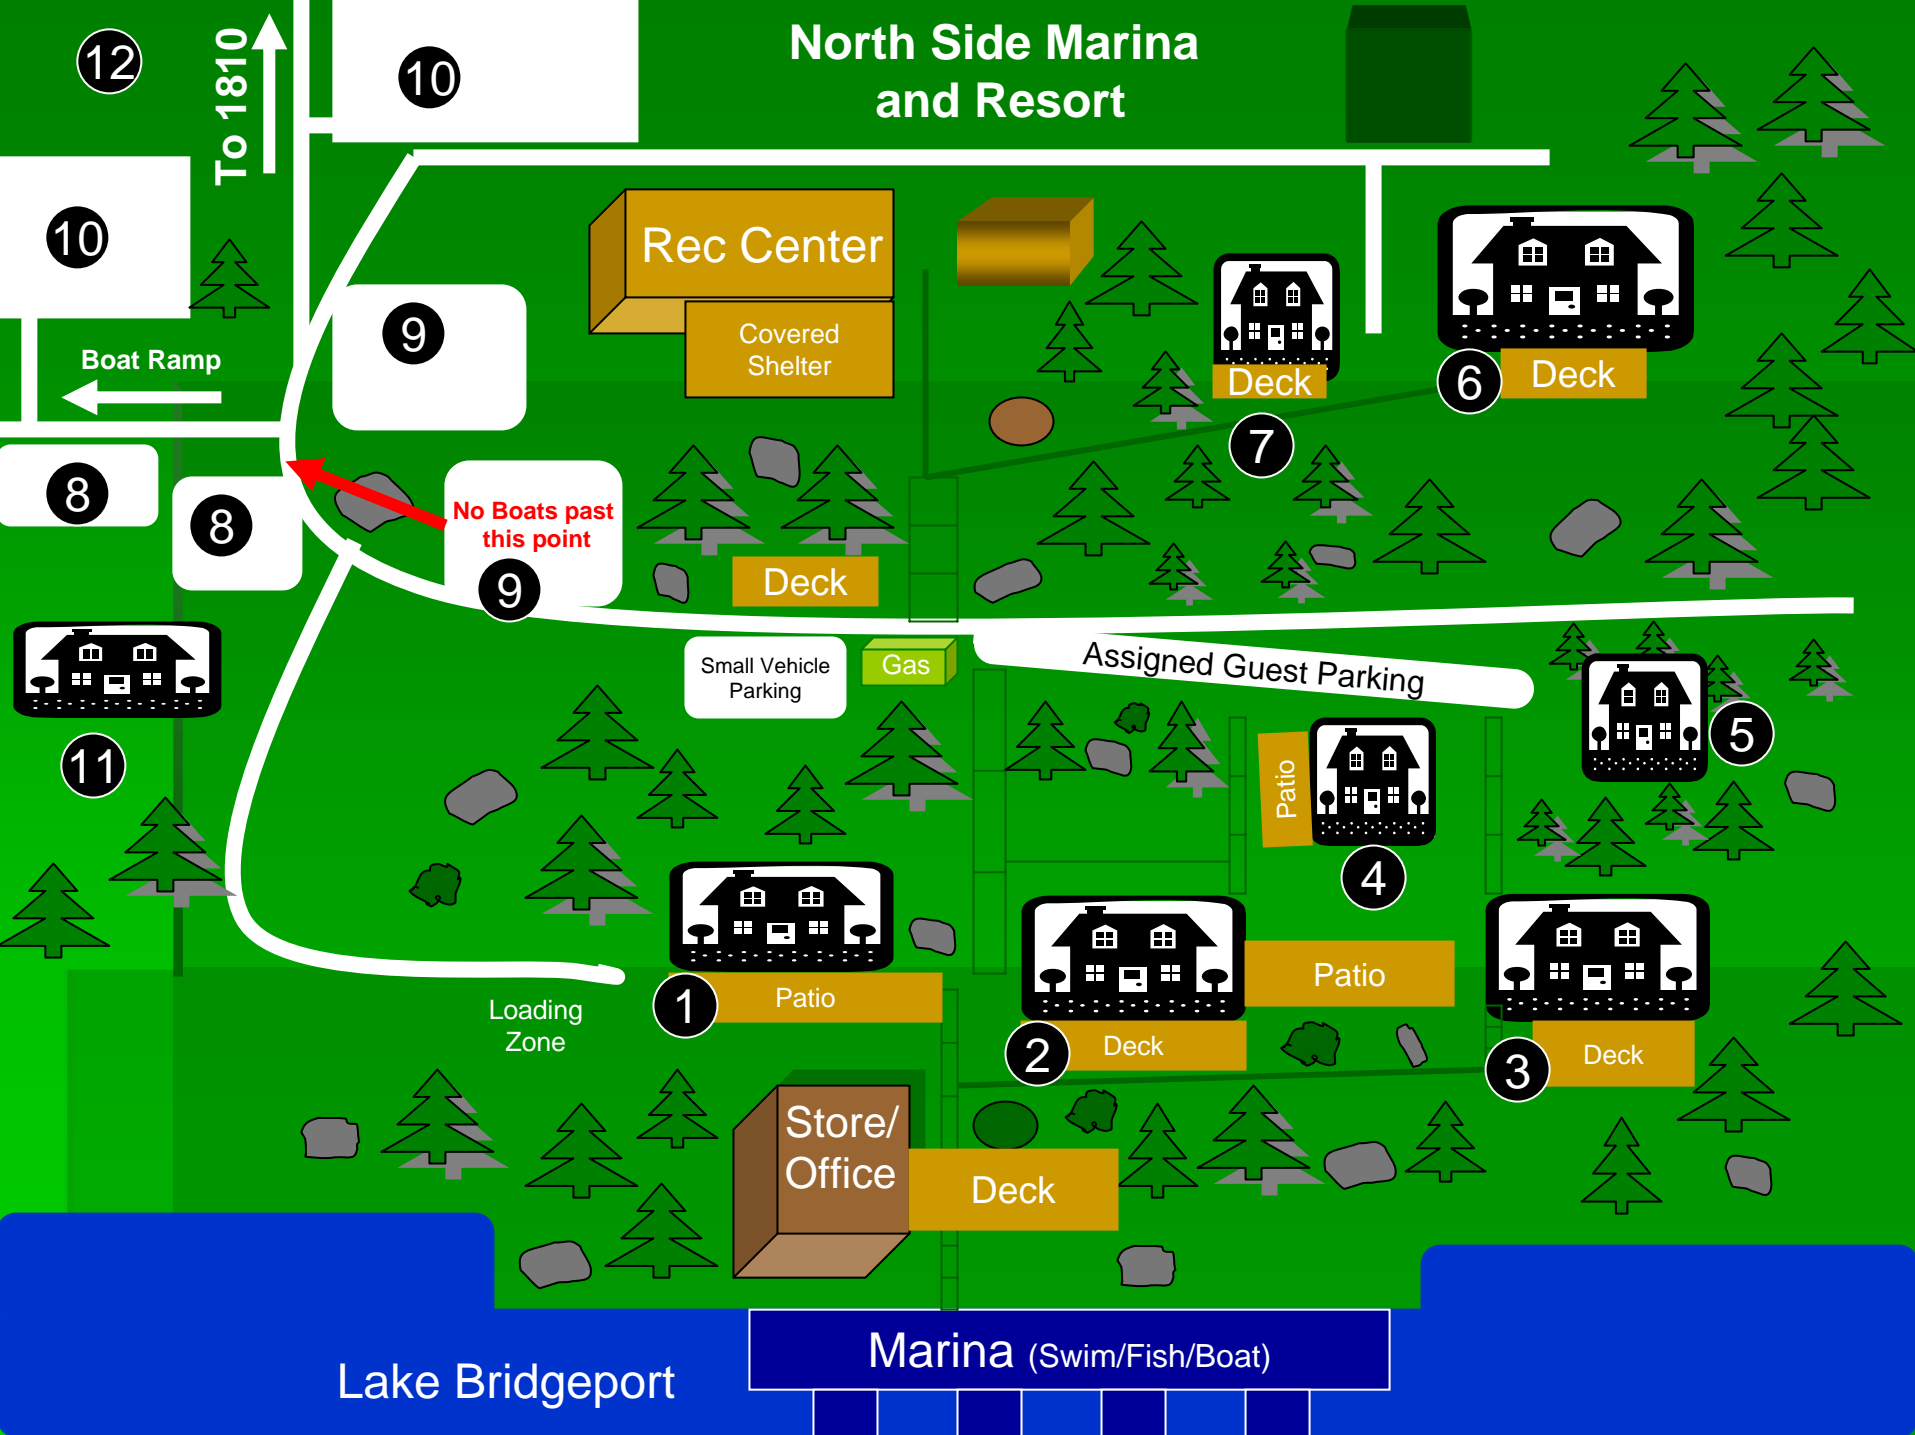 12
To 1810
10
North Side Marina
and Resort
10
Rec Center
9
Covered
Shelter
Boat Ramp
Deck
6
Deck
7
8
8
No Boats past
this point
9
Deck
Small Vehicle
Parking
Gas
Assigned Guest Parking
11
5
Patio
4
1
Patio
Loading
Zone
2
Deck
Patio
3
Deck
Store/
Office
Deck
Marina (Swim/Fish/Boat)
Lake Bridgeport